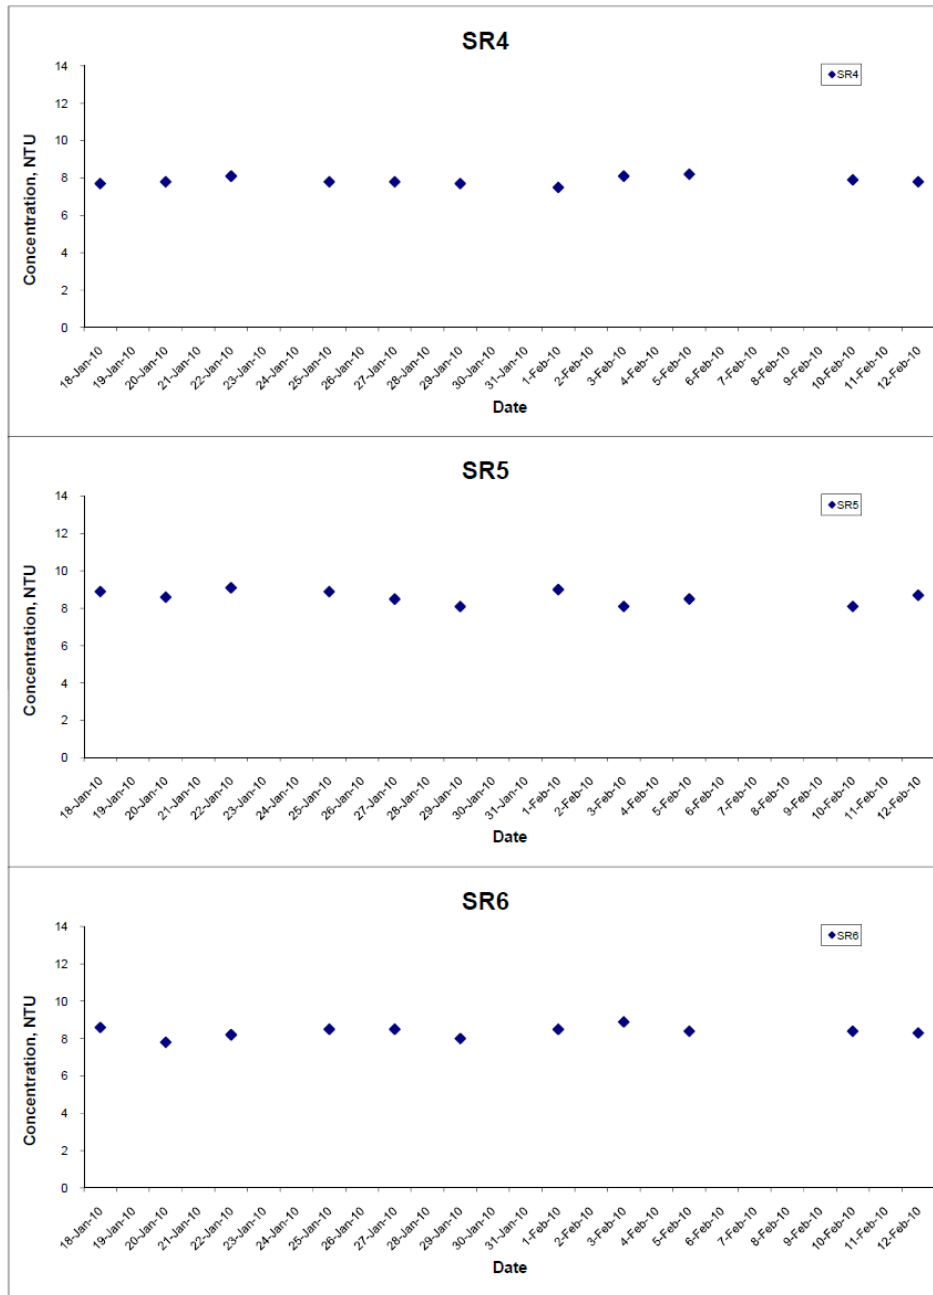 SR4
SR4
14
12
10
8
6
4
2
0
Concentration, NTU
18-Jan-10
19-Jan-10
20-Jan-10
21-Jan-10
22-Jan-10
23-Jan-10
24-Jan-10
25-Jan-10
26-Jan-10
27-Jan-10
28-Jan-10
29-Jan-10
30-Jan-10
31-Jan-10
1-Feb-10
2-Feb-10
3-Feb-10
4-Feb-10
5-Feb-10
6-Feb-10
7-Feb-10
8-Feb-10
9-Feb-10
10-Feb-10
11-Feb-10
12-Feb-10
Date
SR5
SR5
14
12
10
8
6
4
2
0
Concentration, NTU
18-Jan-10
19-Jan-10
20-Jan-10
21-Jan-10
22-Jan-10
23-Jan-10
24-Jan-10
25-Jan-10
26-Jan-10
27-Jan-10
28-Jan-10
29-Jan-10
30-Jan-10
31-Jan-10
1-Feb-10
2-Feb-10
3-Feb-10
4-Feb-10
5-Feb-10
6-Feb-10
7-Feb-10
8-Feb-10
9-Feb-10
10-Feb-10
11-Feb-10
12-Feb-10
Date
SR6
SR6
14
12
10
8
6
4
2
0
Concentration, NTU
18-Jan-10
19-Jan-10
20-Jan-10
21-Jan-10
22-Jan-10
23-Jan-10
24-Jan-10
25-Jan-10
26-Jan-10
27-Jan-10
28-Jan-10
29-Jan-10
30-Jan-10
31-Jan-10
1-Feb-10
2-Feb-10
3-Feb-10
4-Feb-10
5-Feb-10
6-Feb-10
7-Feb-10
8-Feb-10
9-Feb-10
10-Feb-10
11-Feb-10
12-Feb-10
Date